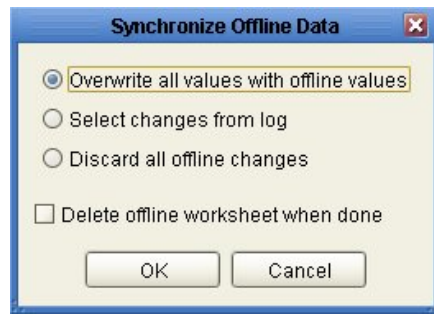 Synchronize Offline Data
Overwrite all values with offline values
Select changes from log
Discard all offline changes
Delete offline worksheet when done
OK Cancel